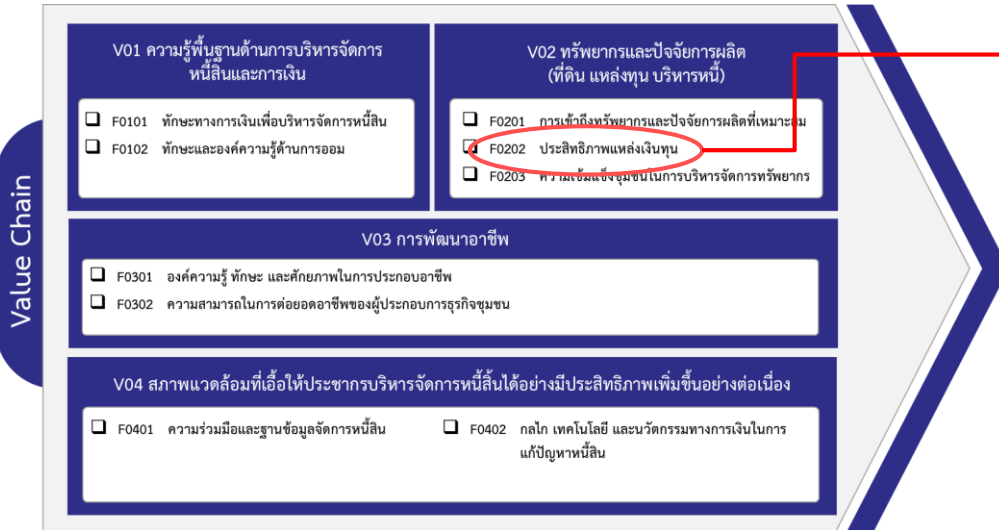 Value Chain
V01 ความรู้พื้นฐานด้านการบริหารจัดการ
หนี้สินและการเงิน
F0101 ทักษะทางการเงินเพื่อบริหารจัดการหนี้สิน
F0102 ทักษะและองค์ความรู้ด้านการออม
V02 ทรัพยากรและปัจจัยการผลิต
(ที่ดิน แหล่งทุน บริหารหนี้)
F0201 การเข้าถึงทรัพยากรและปัจจัยการผลิตที่เหมาะสม
F0202 ประสิทธิภาพแหล่งเงินทุน
F0203 ความเข้มแข็งชุมชนในการบริหารจัดการทรัพยากร
V03 การพัฒนาอาชีพ
F0301 องค์ความรู้ ทักษะ และศักยภาพในการประกอบอาชีพ
F0302 ความสามารถในการต่อยอดอาชีพของผู้ประกอบการธุรกิจชุมชน
V04 สภาพแวดล้อมที่เอื้อให้ประชากรบริหารจัดการหนี้สิ้นได้อย่างมีประสิทธิภาพเพิ่มขึ้นอย่างต่อเนื่อง
F0401 ความร่วมมือและฐานข้อมูลจัดการหนี้สิน
F0402 กลไก เทคโนโลยี และนวัตกรรมทางการเงินในการ
แก้ปัญหาหนี้สิน